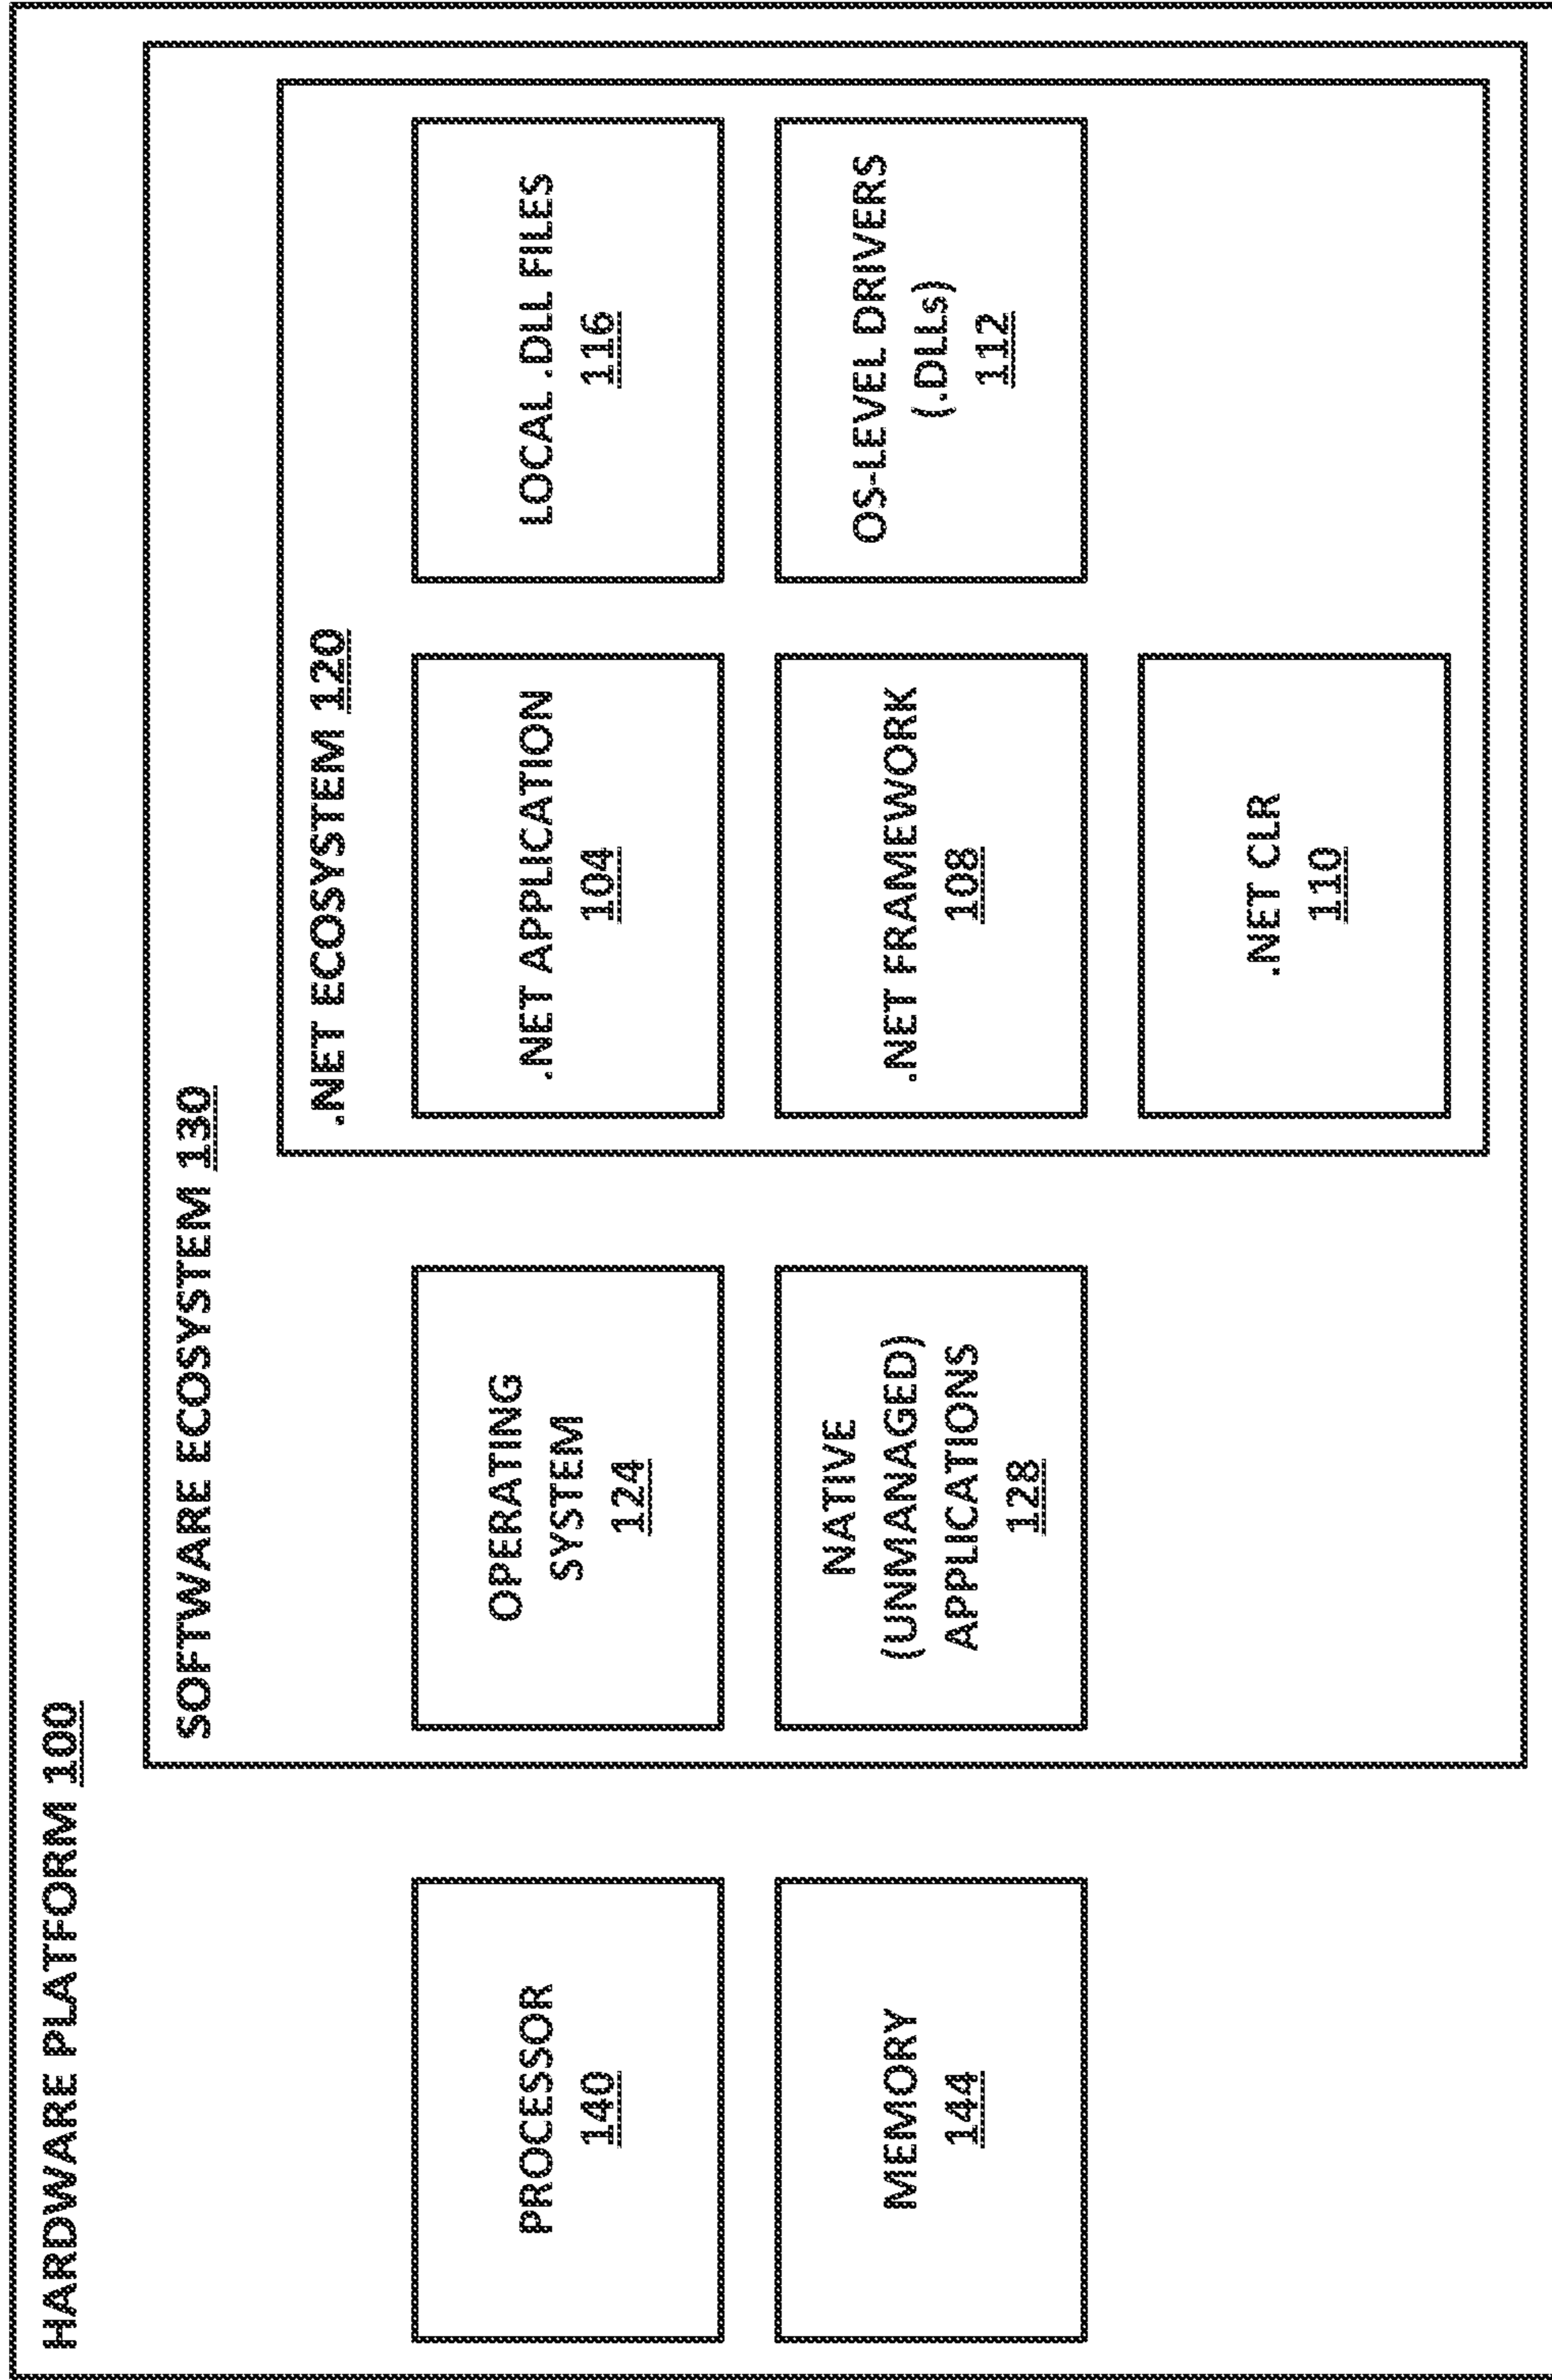 HARDWARE PLATFORM 100
SOFTWARE ECOSYSTEM 130
.NET ECOSYSTEM 120
PROCESSOR
140
MEMORY
144
OPERATING
SYSTEM
124
NATIVE
(UNMANAGED)
APPLICATIONS
128
.NET APPLICATION
104
.NET FRAMEWORK
108
.NET CLR
110
LOCAL .DLL FILES
116
OS-LEVEL DRIVERS
(.DLLs)
112